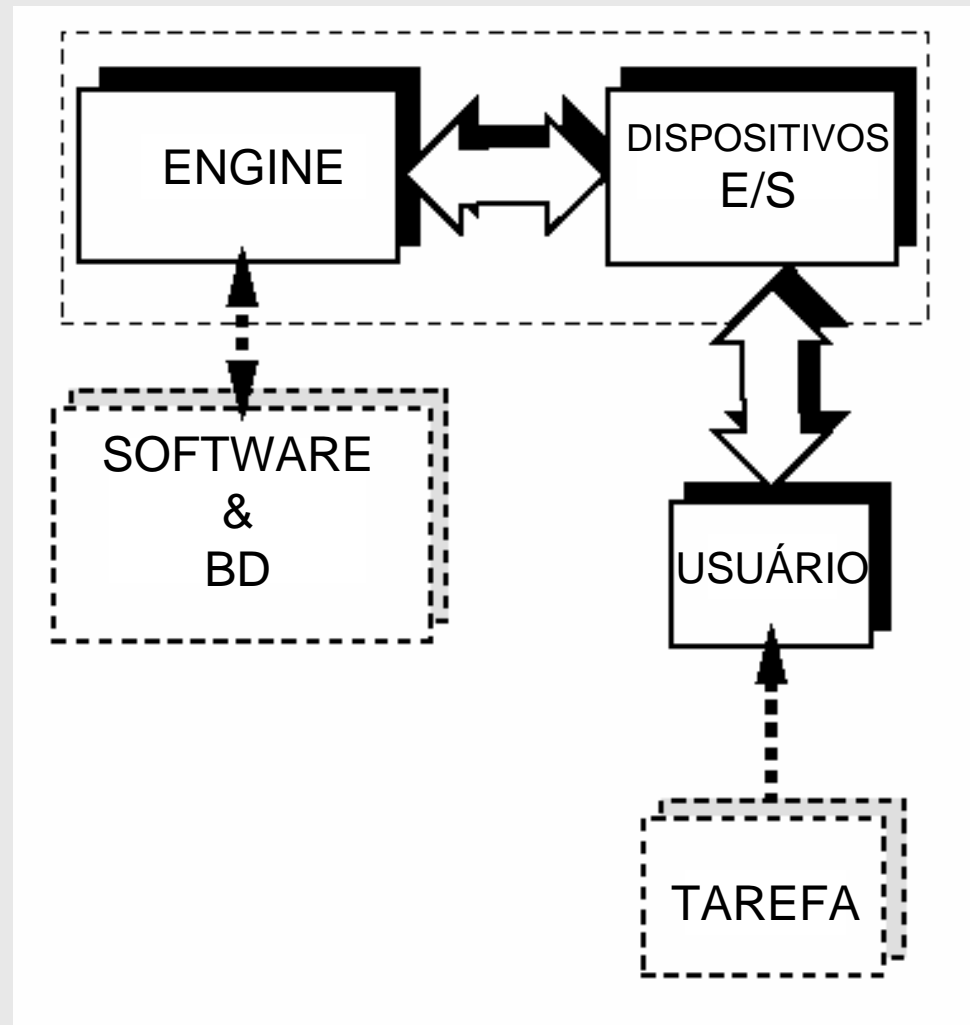 ENGINE
DISPOSITIVOS
E/S
SOFTWARE
&
BD
USUÁRIO
TAREFA